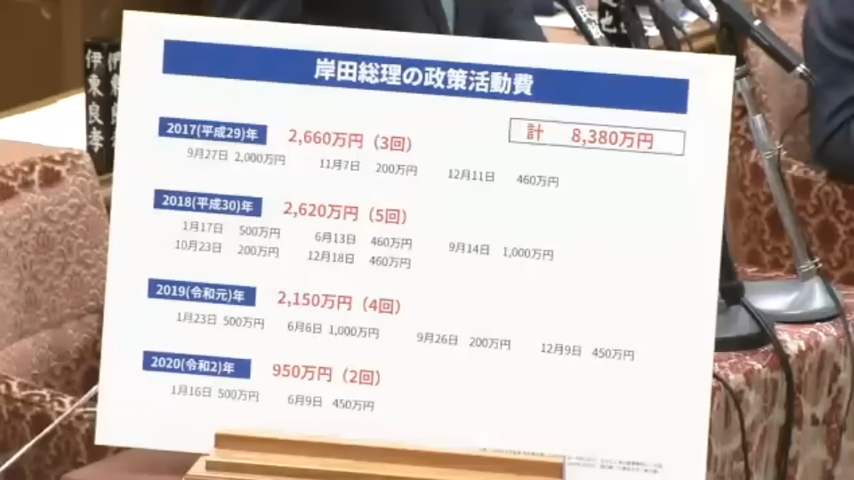 岸田総理の政策活動費
計 8,380万円
2017(平成29)年 2,660万円（3回）
9月27日 2,000万円 11月7日 200万円 12月11日 460万円
2018(平成30)年 2,620万円（5回）
1月17日 500万円 6月13日 460万円 9月14日 1,000万円
10月23日 200万円 12月18日 460万円
2019(令和元)年 2,150万円（4回）
1月23日 500万円 6月6日 1,000万円 9月26日 200万円 12月9日 450万円
2020(令和2)年 950万円（2回）
1月16日 500万円 6月9日 450万円
伊東良孝